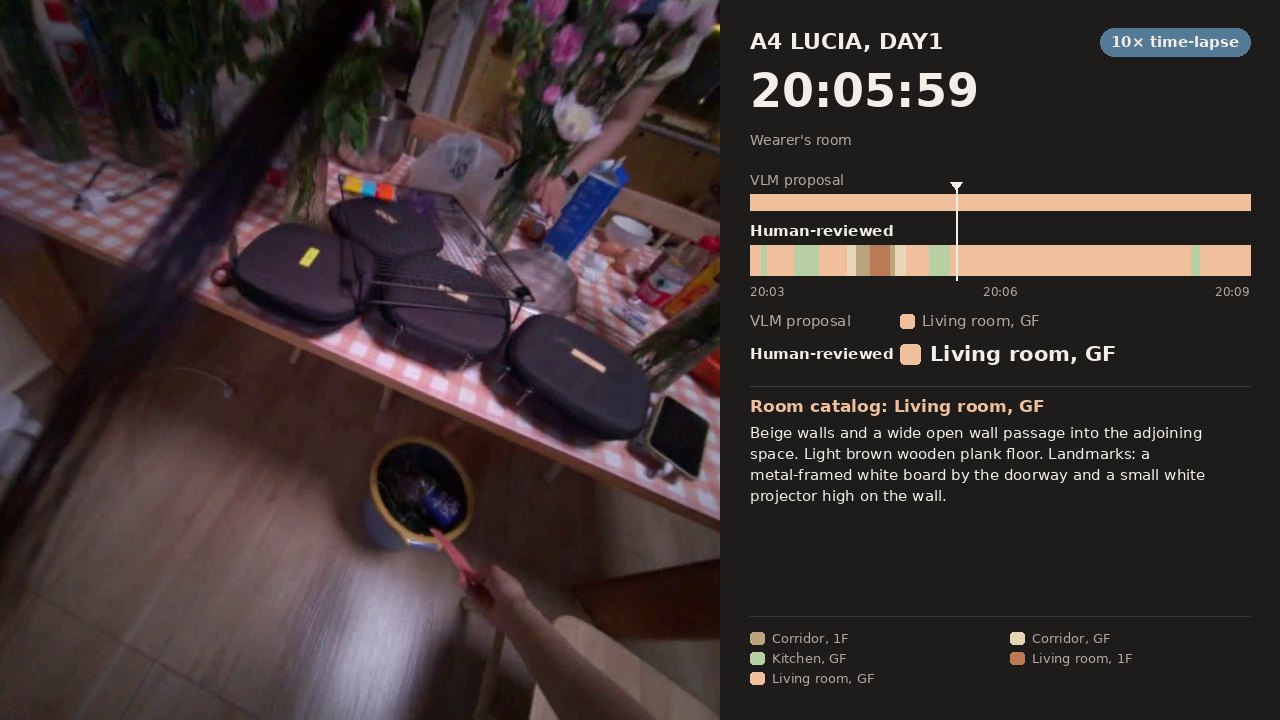 A4 LUCIA, DAY1
10× time-lapse
20:05:59
Wearer's room
VLM proposal
Human-reviewed
20:03
20:06
20:09
VLM proposal
Living room, GF
Human-reviewed
Living room, GF
Room catalog: Living room, GF
Beige walls and a wide open wall passage into the adjoining
space. Light brown wooden plank floor. Landmarks: a
metal-framed white board by the doorway and a small white
projector high on the wall.
Corridor, 1F
Corridor, GF
Kitchen, GF
Living room, 1F
Living room, GF